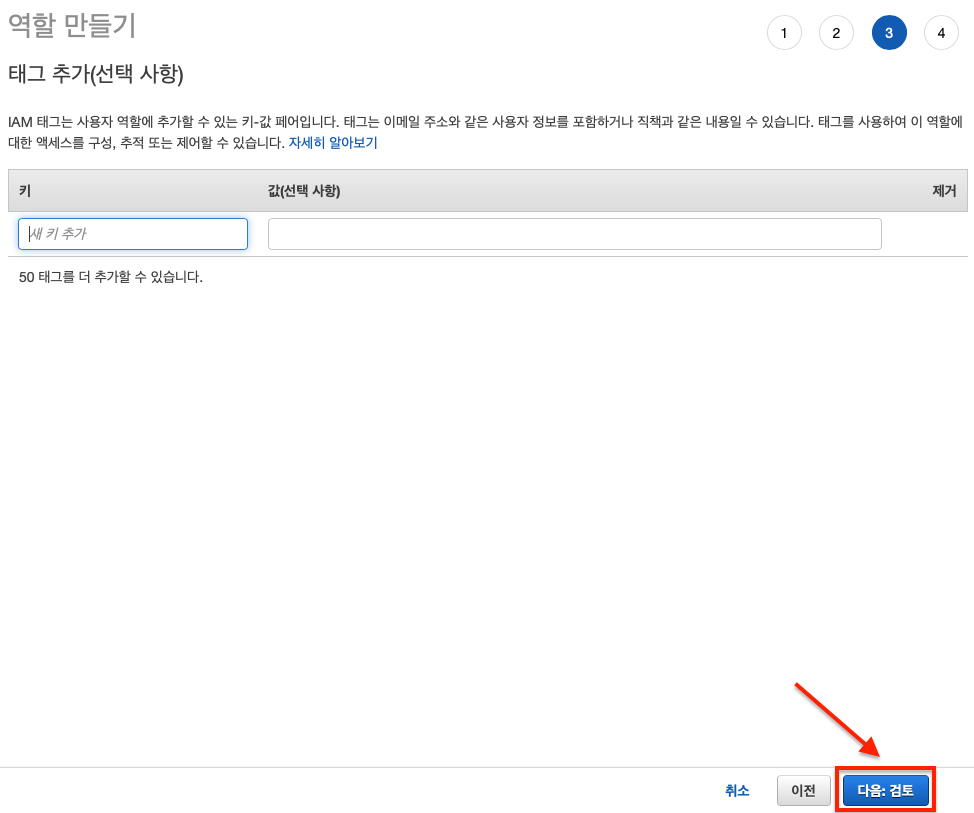 역할 만들기
1 2 3 4
태그 추가(선택 사항)
IAM 태그는 사용자 역할에 추가할 수 있는 키-값 페어입니다. 태그는 이메일 주소와 같은 사용자 정보를 포함하거나 직책과 같은 내용일 수 있습니다. 태그를 사용하여 이 역할에
대한 액세스를 구성, 추적 또는 제어할 수 있습니다. 자세히 알아보기
키 값(선택 사항) 제거
새 키 추가
50 태그를 더 추가할 수 있습니다.
취소 이전 다음: 검토